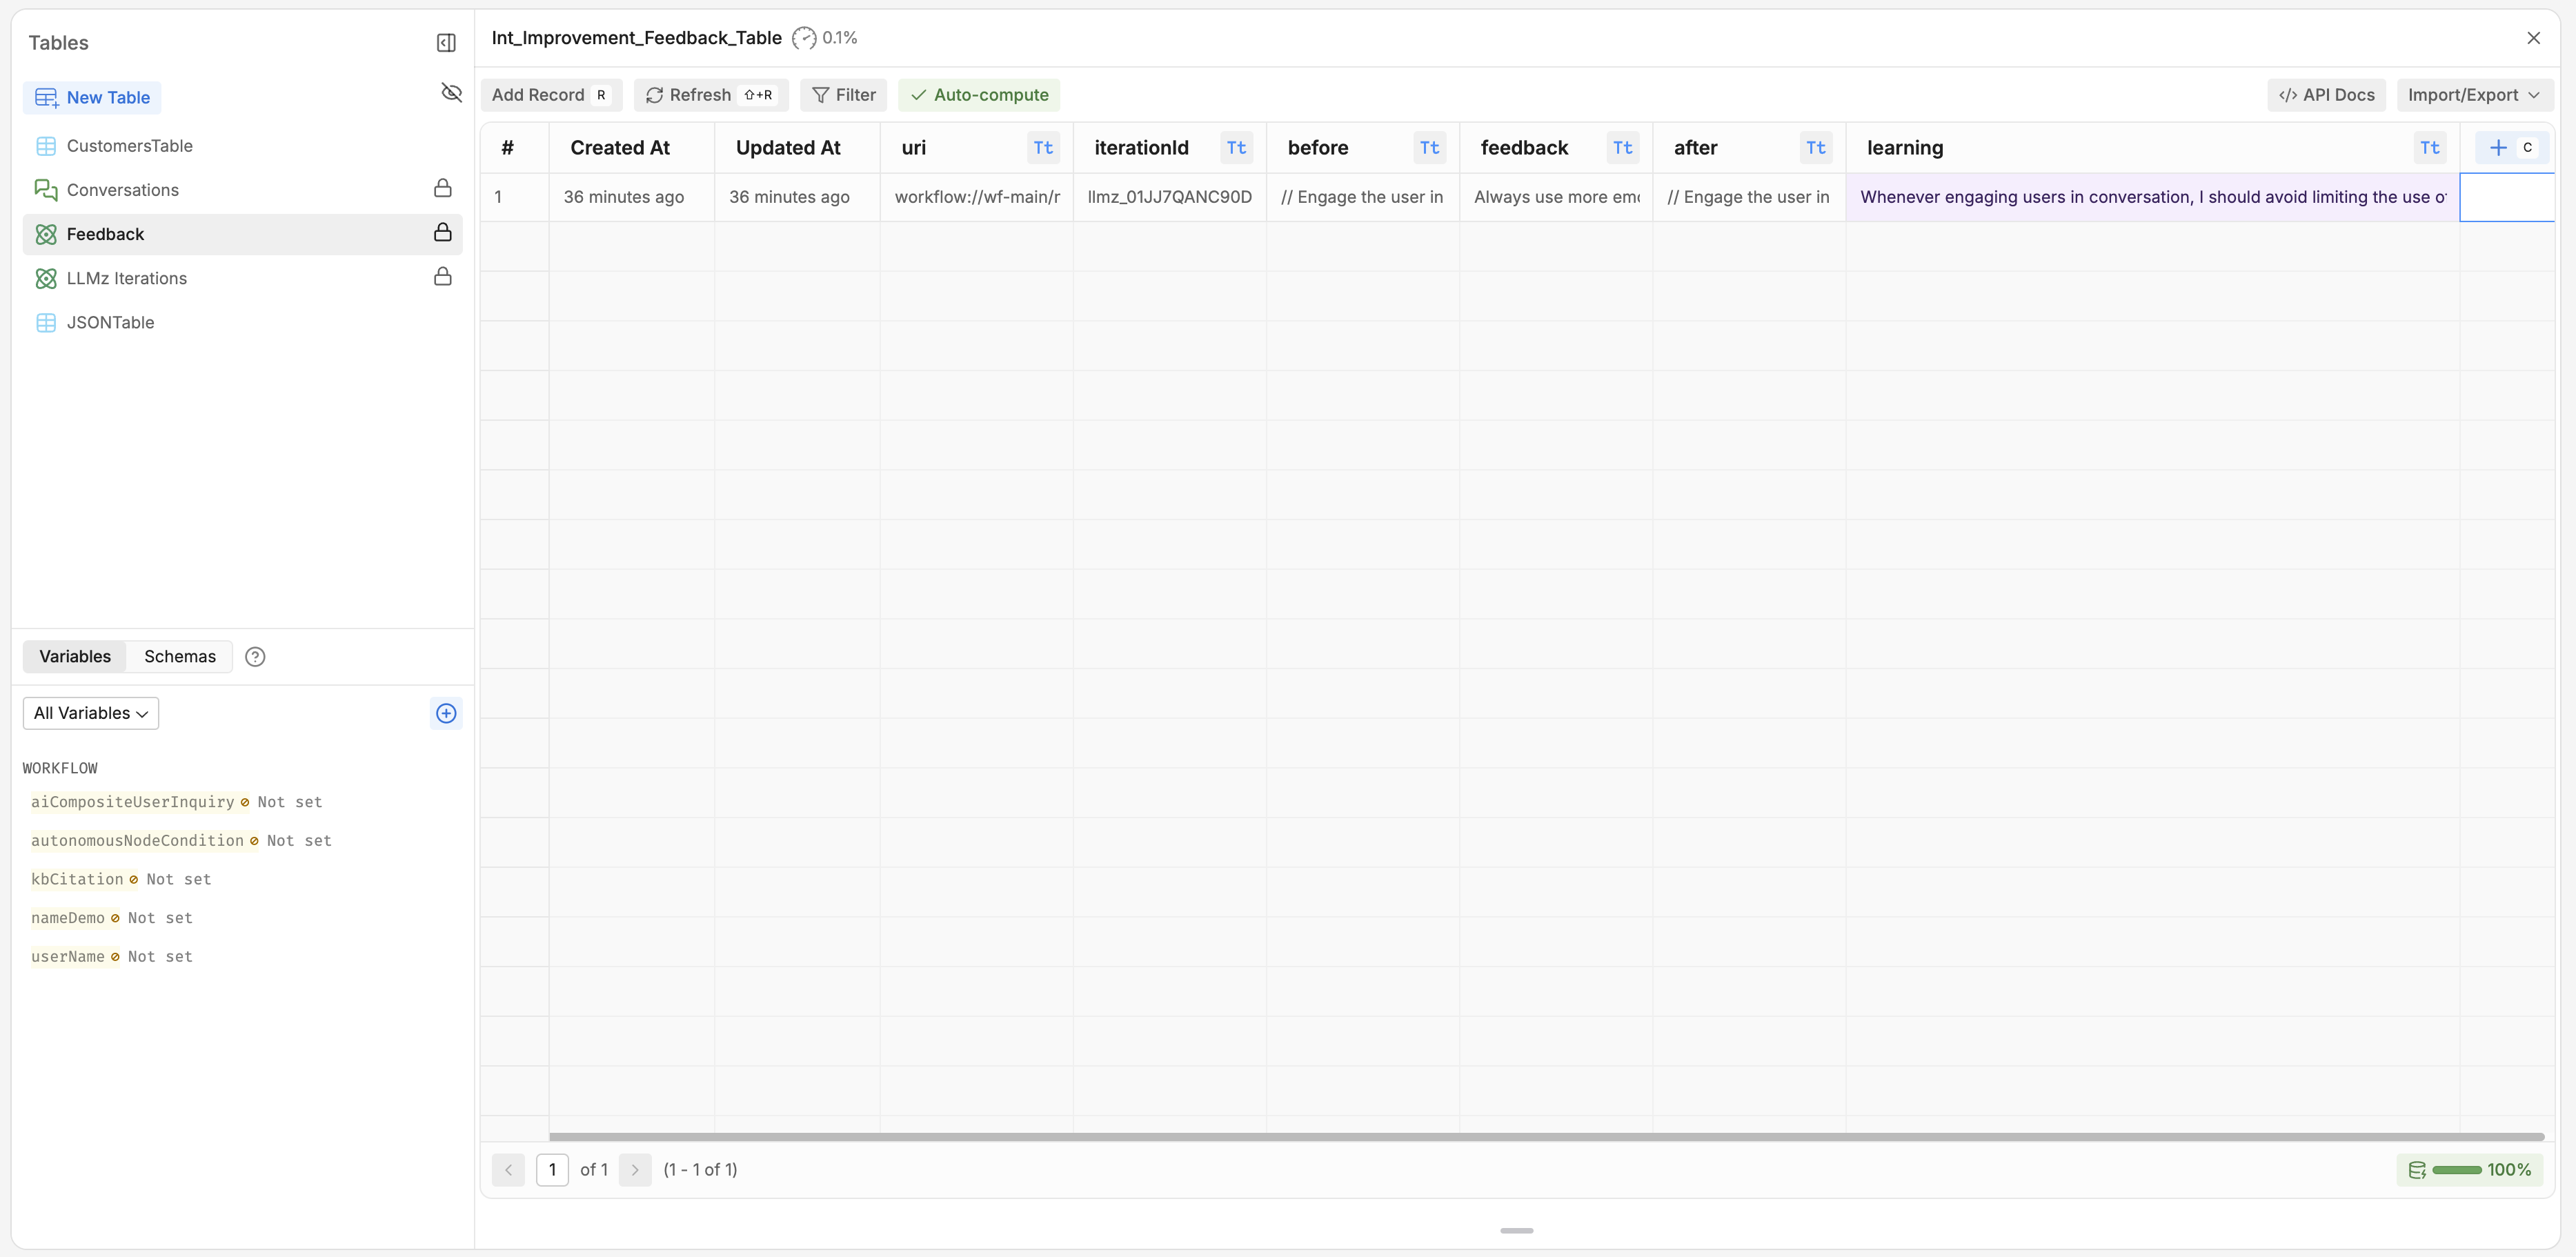 Tables
New Table
CustomersTable
Conversations
Feedback
LLMz Iterations
JSONTable
Variables Schemas ?
All Variables
WORKFLOW
aiCompositeUserInquiry Not set
autonomousNodeCondition Not set
kbCitation Not set
nameDemo Not set
userName Not set
Int_Improvement_Feedback_Table 0.1%
Add Record R Refresh ⇧+R Filter Auto-compute </> API Docs Import/Export
# Created At Updated At uri Tt iterationId Tt before Tt feedback Tt after Tt learning Tt + C
1 36 minutes ago 36 minutes ago workflow://wf-main/r llmz_01JJ7QANC90D // Engage the user in Always use more emo // Engage the user in Whenever engaging users in conversation, I should avoid limiting the use of
1 of 1 (1 - 1 of 1) 100%